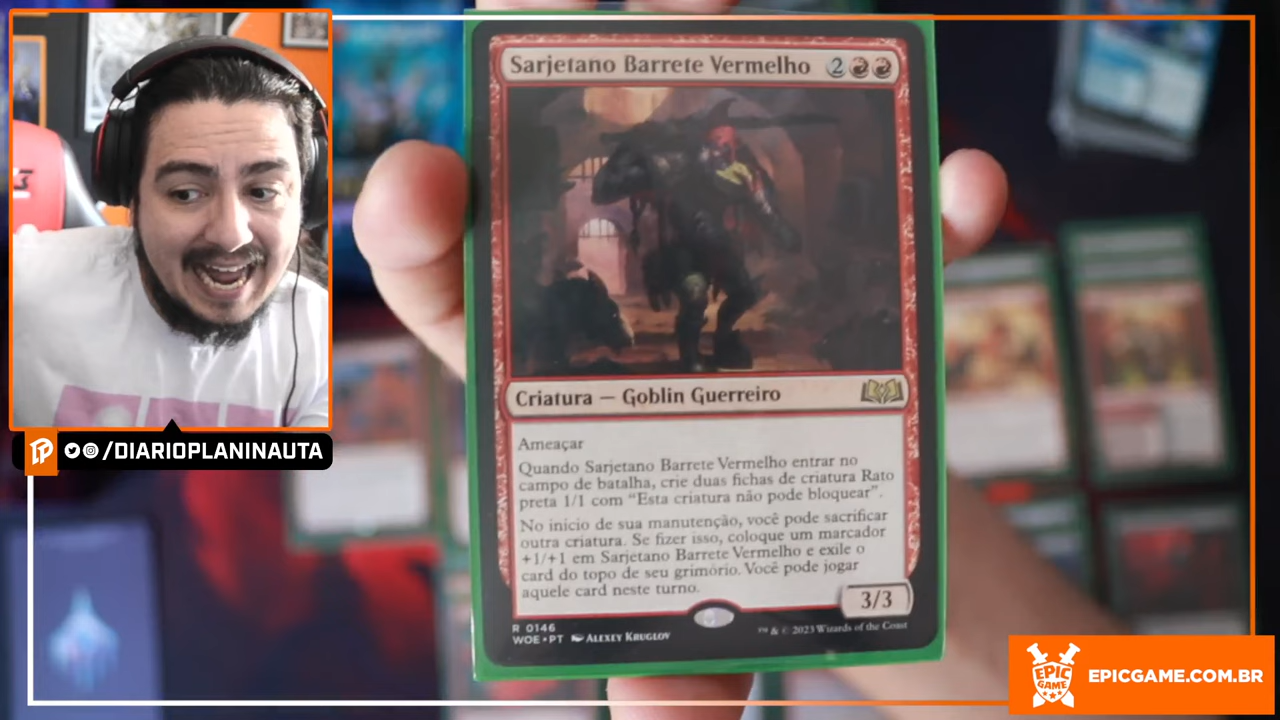 Sarjetano Barrete Vermelho 2
Criatura — Goblin Guerreiro
Ameaçar
Quando Sarjetano Barrete Vermelho entrar no
campo de batalha, crie duas fichas de criatura Rato
preta 1/1 com “Esta criatura não pode bloquear”.
No início de sua manutenção, você pode sacrificar
outra criatura. Se fizer isso, coloque um marcador
+1/+1 em Sarjetano Barrete Vermelho e exile o
card do topo de seu grimório. Você pode jogar
aquele card neste turno.
3/3
R 0146
WOE • PT ALEXEY KRUGLOV
™ & © 2023 Wizards of the Coast
/DIARIOPLANINAUTA
EPIC
GAME
EPICGAME.COM.BR